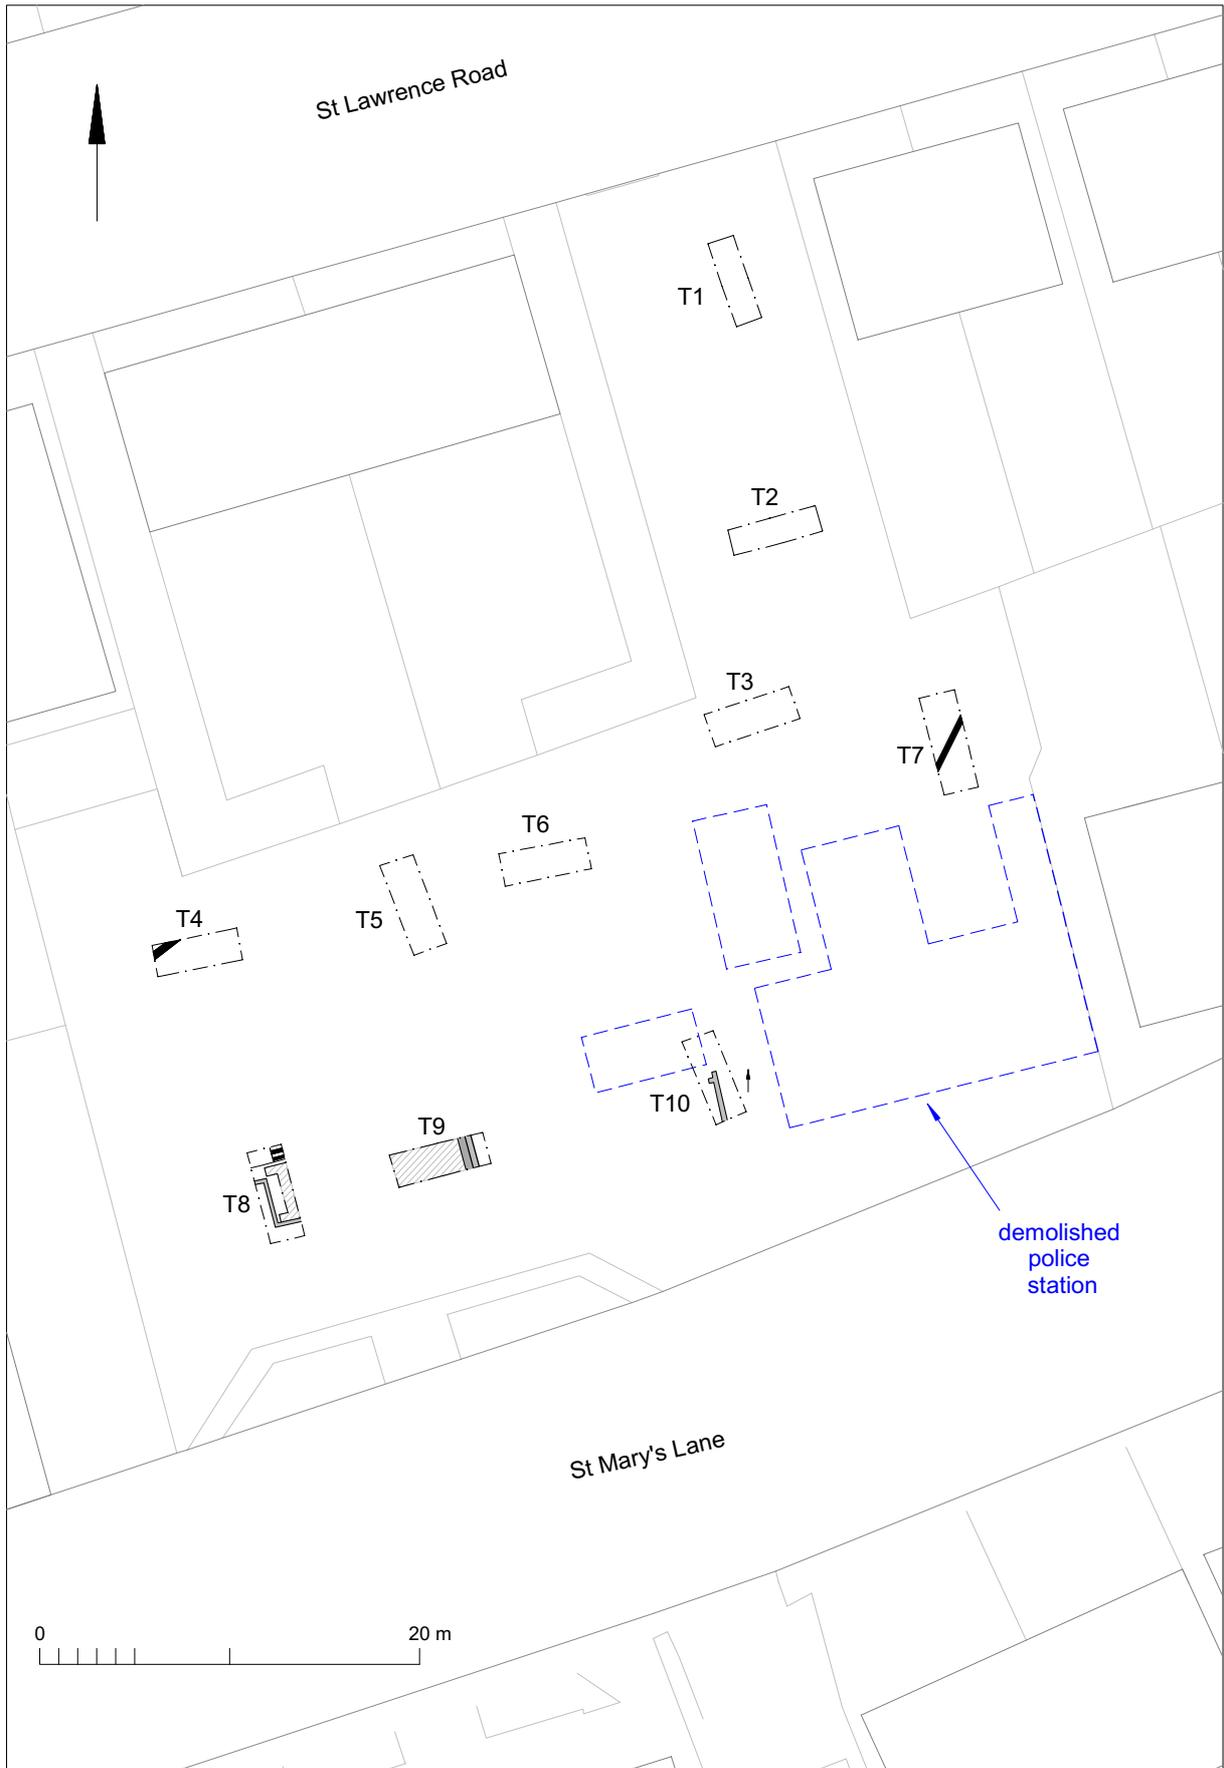 St Lawrence Road
T1
T2
T3
T7
T6
T5
T4
T10
T9
T8
demolished
police
station
St Mary's Lane
0
20 m